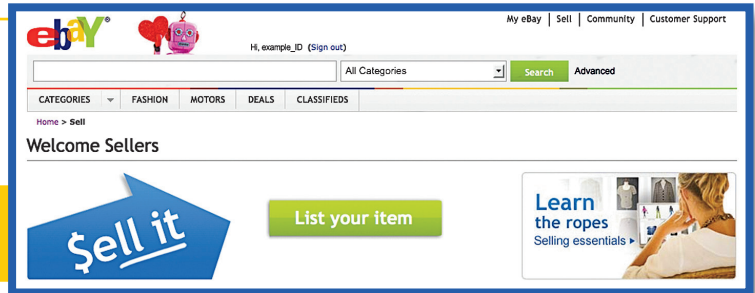 My eBay | Sell | Community | Customer Support
ebaY®
Hi, example_ID (Sign out)
All Categories
Search
Advanced
CATEGORIES
FASHION
MOTORS
DEALS
CLASSIFIEDS
Home > Sell
Welcome Sellers
$ell it
List your item
Learn
the ropes
Selling essentials